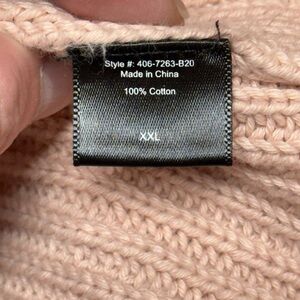 Style #: 406-7263-B20
Made in China
100% Cotton
XXL